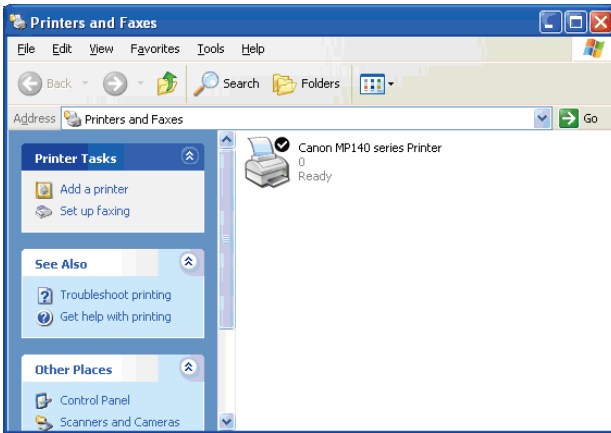 Printers and Faxes
File Edit View Favorites Tools Help
Back Search Folders
Address Printers and Faxes Go
Printer Tasks
Add a printer
Set up faxing
See Also
Troubleshoot printing
Get help with printing
Other Places
Control Panel
Scanners and Cameras
Canon MP140 series Printer
0
Ready